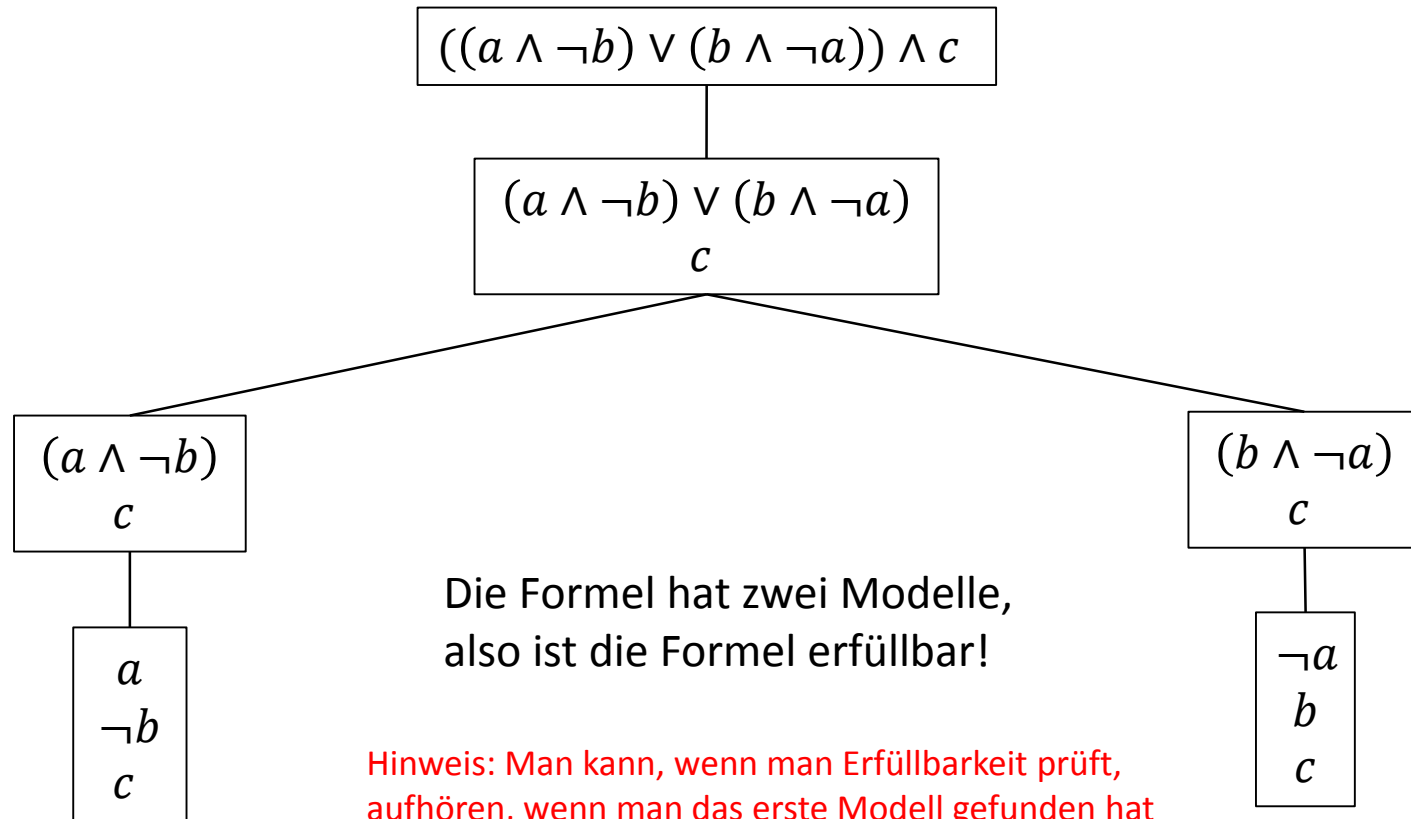 ((a ∧ ¬b) ∨ (b ∧ ¬a)) ∧ c
(a ∧ ¬b) ∨ (b ∧ ¬a)
c
(a ∧ ¬b)
c
(b ∧ ¬a)
c
a
¬b
c
Die Formel hat zwei Modelle,
also ist die Formel erfüllbar!
¬a
b
c
Hinweis: Man kann, wenn man Erfüllbarkeit prüft,
aufhören, wenn man das erste Modell gefunden hat